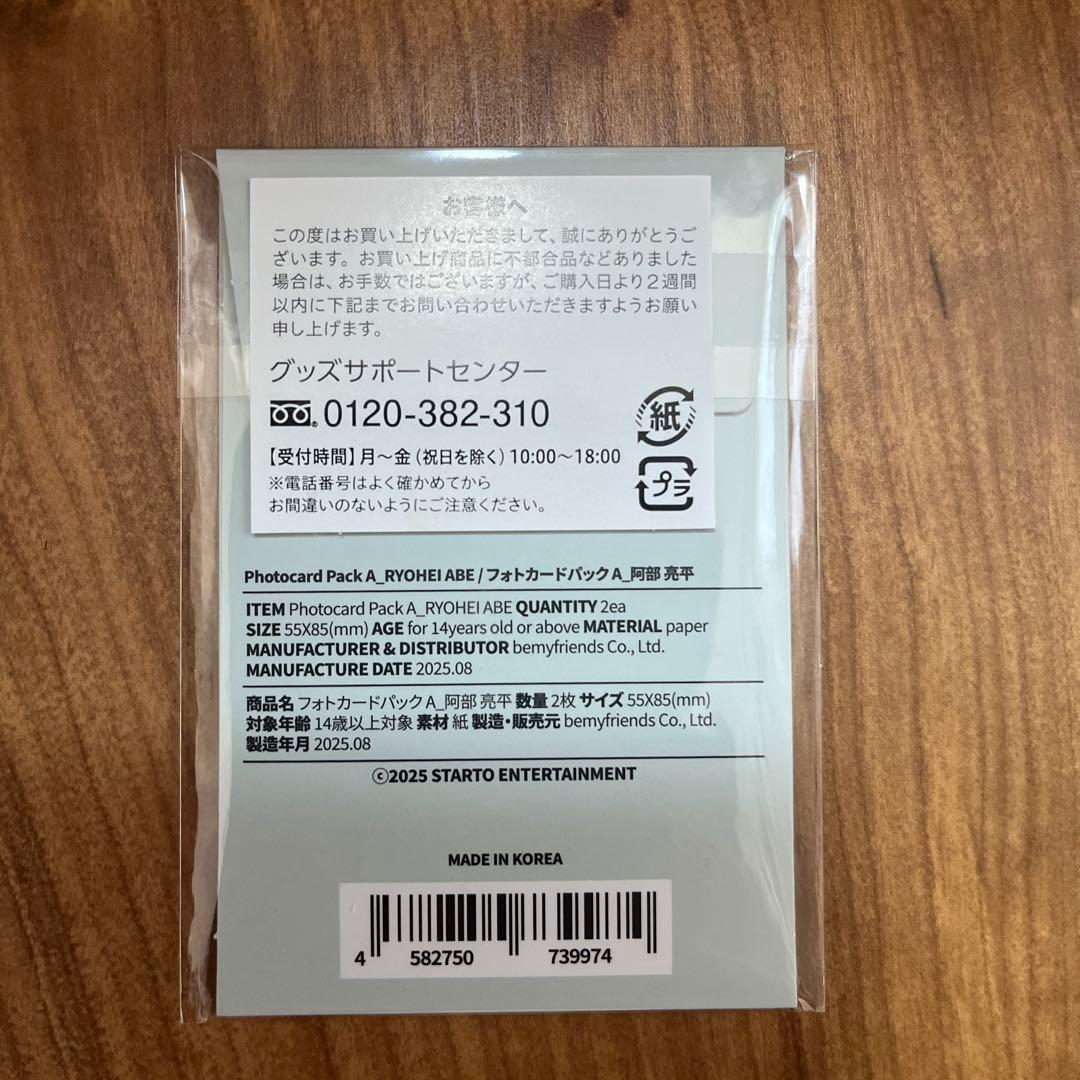 お客様へ
この度はお買い上げいただきまして、誠にありがとうござ
います。お買い上げ商品に不都合品などありました
場合は、お手数ではございますが、ご購入日より2週間
以内に下記までお問い合わせいただきますようお願い
申し上げます。
グッズサポートセンター
0120-382-310
【受付時間】月〜金（祝日を除く）10:00〜18:00
※電話番号はよく確かめてから
お間違いのないようにご注意ください。
紙
プラ
Photocard Pack A_RYOHEI ABE / フォトカードパック A_阿部 亮平
ITEM Photocard Pack A_RYOHEI ABE QUANTITY 2ea
SIZE 55X85(mm) AGE for 14years old or above MATERIAL paper
MANUFACTURER & DISTRIBUTOR bemyfriends Co., Ltd.
MANUFACTURE DATE 2025.08
商品名 フォトカードパック A_阿部 亮平 数量 2枚 サイズ 55X85(mm)
対象年齢 14歳以上対象 素材 紙 製造・販売元 bemyfriends Co., Ltd.
製造年月 2025.08
©2025 STARTO ENTERTAINMENT
MADE IN KOREA
4 582750 739974